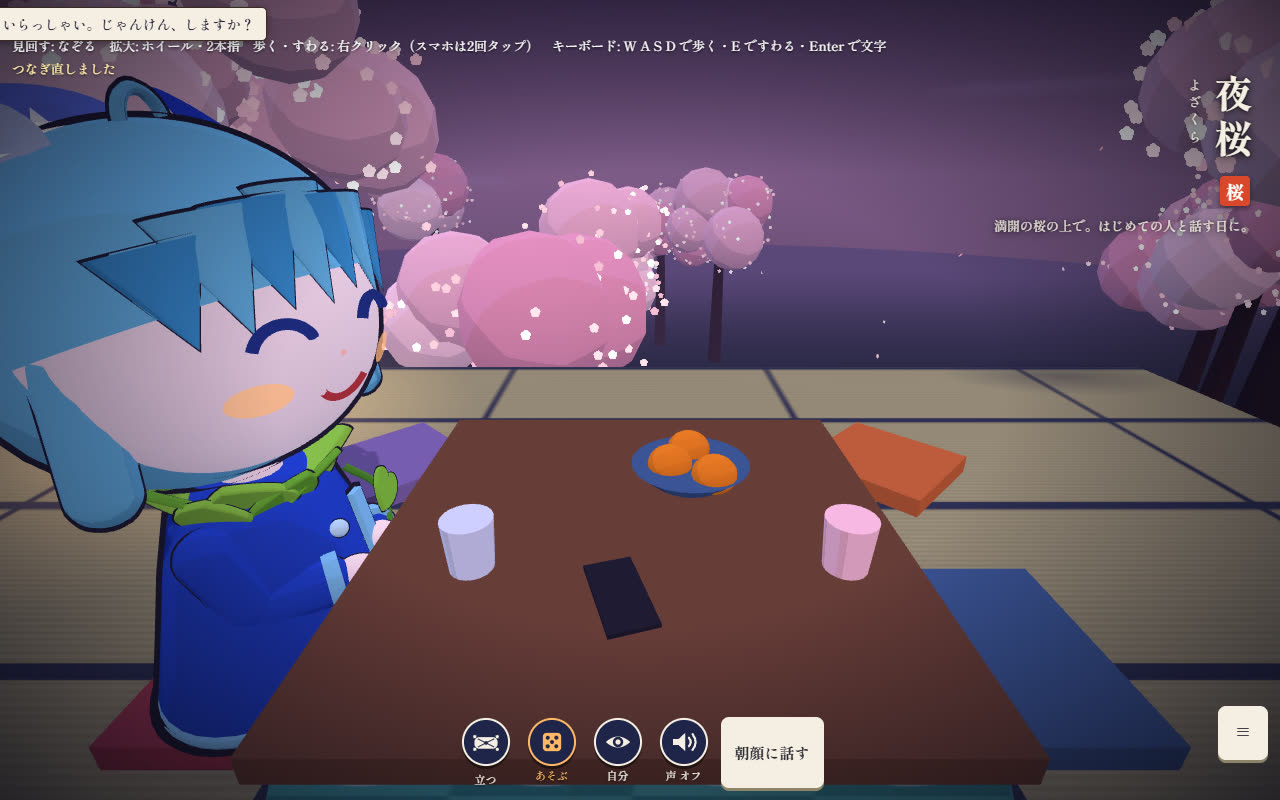 いらっしゃい。じゃんけん、しますか？
見回す: なぞる　拡大: ホイール・2本指　歩く・すわる: 右クリック（スマホは2回タップ）　キーボード: W A S D で歩く・E ですわる・Enter で文字
つなぎ直しました
夜桜
よざくら
桜
満開の桜の上で。はじめての人と話す日に。
立つ
あそぶ
自分
声 オフ
朝顔に話す